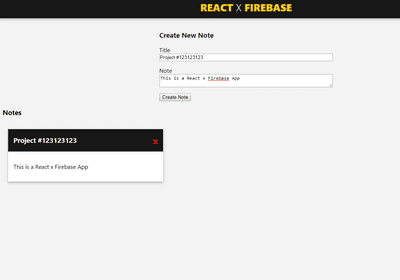 REACT X FIREBASE
Create New Note
Title
Project #123123123
Note
This is a React x Firebase App
Create Note
Notes
Project #123123123 x
This is a React x Firebase App